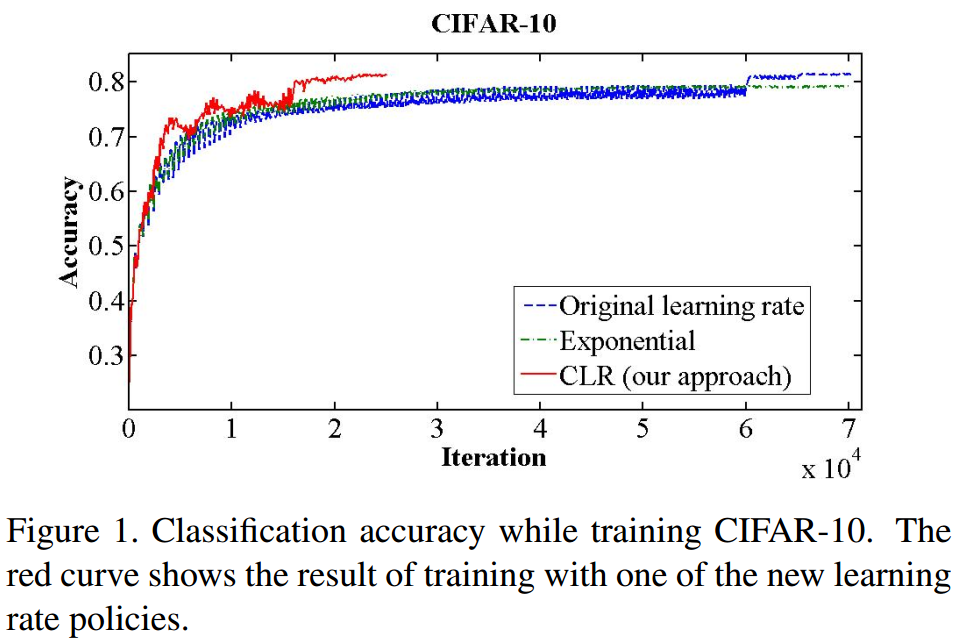 CIFAR-10
Accuracy
0.8
0.7
0.6
0.5
0.4
0.3
Original learning rate
Exponential
CLR (our approach)
0 1 2 3 4 5 6 7
Iteration
x 10⁴
Figure 1. Classification accuracy while training CIFAR-10. The
red curve shows the result of training with one of the new learning
rate policies.